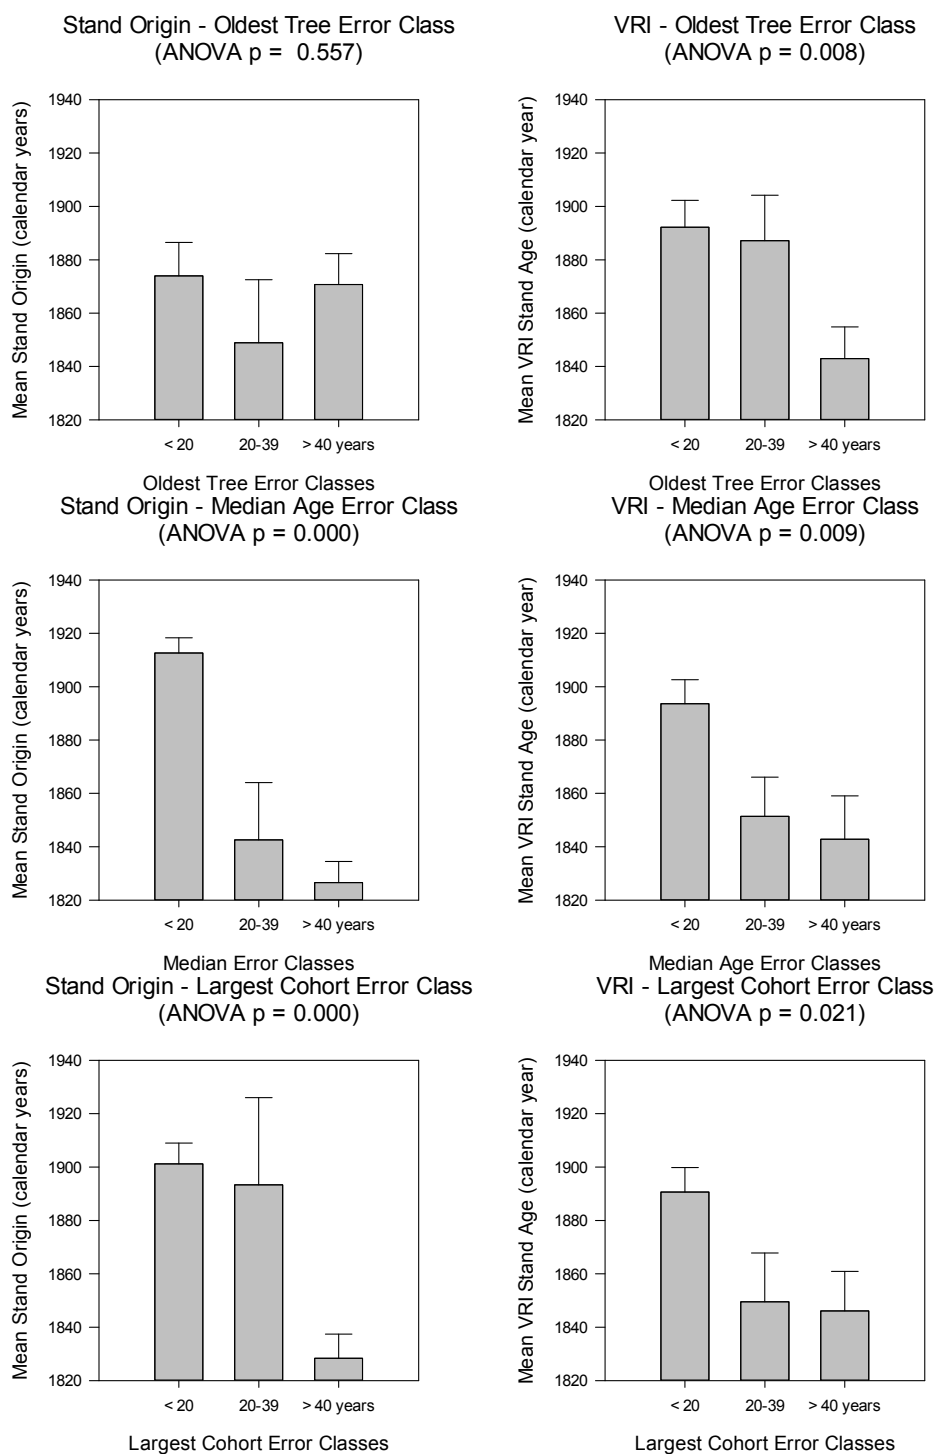 Stand Origin - Oldest Tree Error Class
(ANOVA p =  0.557)
Mean Stand Origin (calendar years)
1940
1920
1900
1880
1860
1840
1820
< 20
20-39
> 40 years
Oldest Tree Error Classes
VRI - Oldest Tree Error Class
(ANOVA p = 0.008)
Mean VRI Stand Age (calendar year)
1940
1920
1900
1880
1860
1840
1820
< 20
20-39
> 40 years
Oldest Tree Error Classes
Stand Origin - Median Age Error Class
(ANOVA p = 0.000)
Mean Stand Origin (calendar years)
1940
1920
1900
1880
1860
1840
1820
< 20
20-39
> 40 years
Median Error Classes
VRI - Median Age Error Class
(ANOVA p = 0.009)
Mean VRI Stand Age (calendar year)
1940
1920
1900
1880
1860
1840
1820
< 20
20-39
> 40 years
Median Age Error Classes
Stand Origin - Largest Cohort Error Class
(ANOVA p = 0.000)
Mean Stand Origin (calendar years)
1940
1920
1900
1880
1860
1840
1820
< 20
20-39
> 40 years
Largest Cohort Error Classes
VRI - Largest Cohort Error Class
(ANOVA p = 0.021)
Mean VRI Stand Age (calendar year)
1940
1920
1900
1880
1860
1840
1820
< 20
20-39
> 40 years
Largest Cohort Error Classes